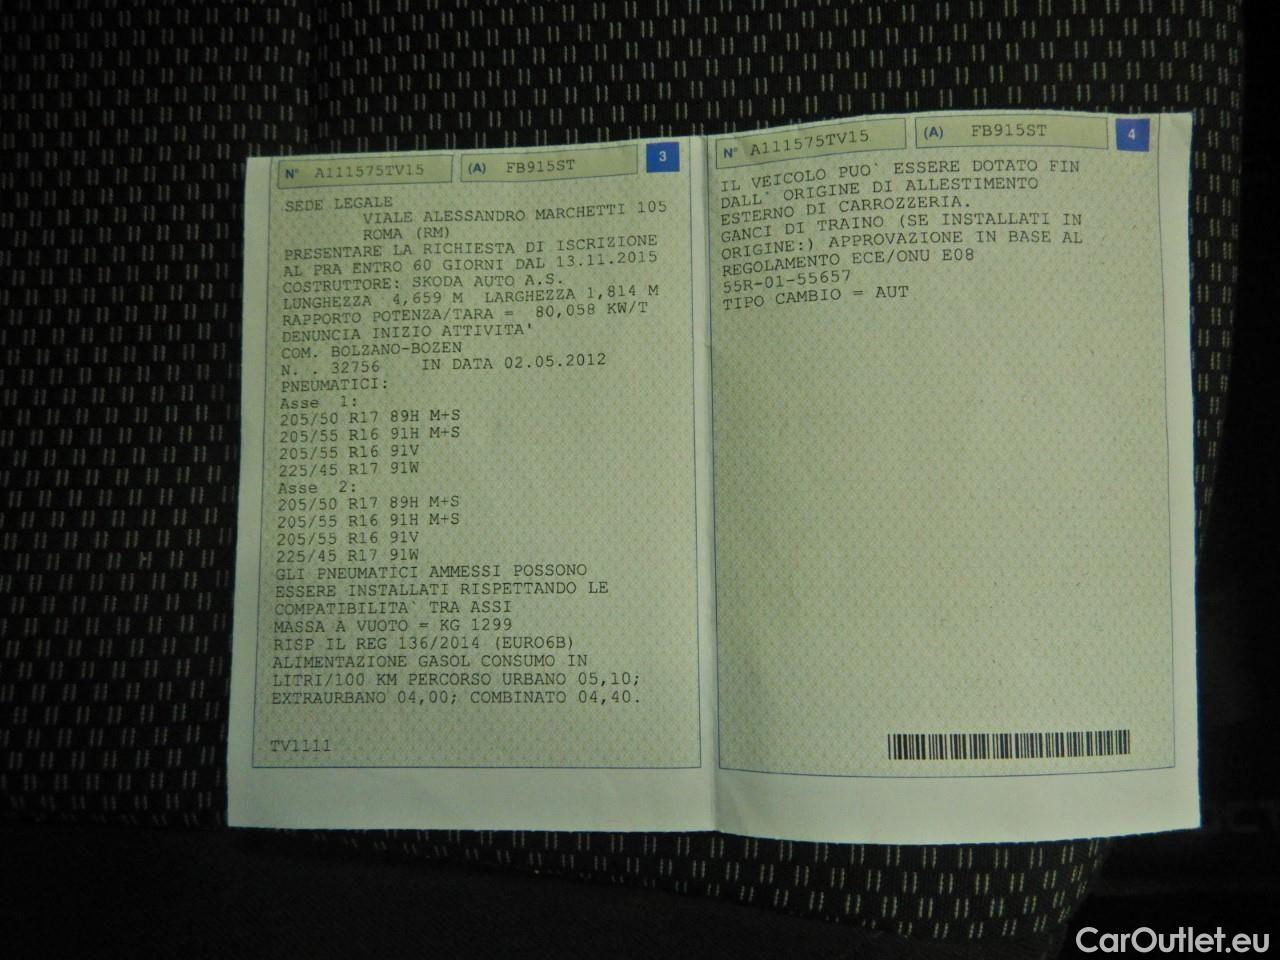 N° A111575TV15 (A) FB915ST 3
SEDE LEGALE
VIALE ALESSANDRO MARCHETTI 105
ROMA (RM)
PRESENTARE LA RICHIESTA DI ISCRIZIONE
AL PRA ENTRO 60 GIORNI DAL 13.11.2015
COSTRUTTORE: SKODA AUTO A.S.
LUNGHEZZA 4,659 M LARGHEZZA 1,814 M
RAPPORTO POTENZA/TARA = 80,058 KW/T
DENUNCIA INIZIO ATTIVITA'
COM. BOLZANO-BOZEN
N. . 32756 IN DATA 02.05.2012
PNEUMATICI:
Asse 1:
205/50 R17 89H M+S
205/55 R16 91H M+S
205/55 R16 91V
225/45 R17 91W
Asse 2:
205/50 R17 89H M+S
205/55 R16 91H M+S
205/55 R16 91V
225/45 R17 91W
GLI PNEUMATICI AMMESSI POSSONO
ESSERE INSTALLATI RISPETTANDO LE
COMPATIBILITA` TRA ASSI
MASSA A VUOTO = KG 1299
RISP IL REG 136/2014 (EURO6B)
ALIMENTAZIONE GASOL CONSUMO IN
LITRI/100 KM PERCORSO URBANO 05,10;
EXTRAURBANO 04,00; COMBINATO 04,40.
TV1111
N° A111575TV15 (A) FB915ST 4
IL VEICOLO PUO` ESSERE DOTATO FIN
DALL` ORIGINE DI ALLESTIMENTO
ESTERNO DI CARROZZERIA.
GANCI DI TRAINO (SE INSTALLATI IN
ORIGINE:) APPROVAZIONE IN BASE AL
REGOLAMENTO ECE/ONU E08
55R-01-55657
TIPO CAMBIO = AUT
CarOutlet.eu